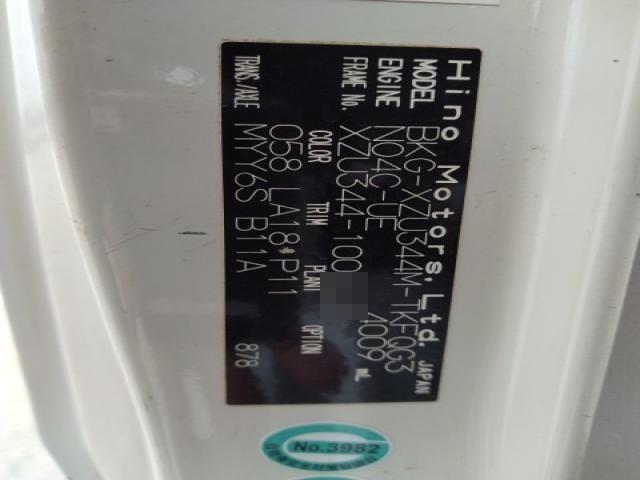 Hino Motors, Ltd. JAPAN
MODEL BKG-XZU344M-TKFQG3
ENGINE N04C-UE 4009 mL
FRAME No. XZU344-100
COLOR TRIM PLANT OPTION
058 LA18*P11
TRANS./AXLE MYY6S B11A 878
No.3982